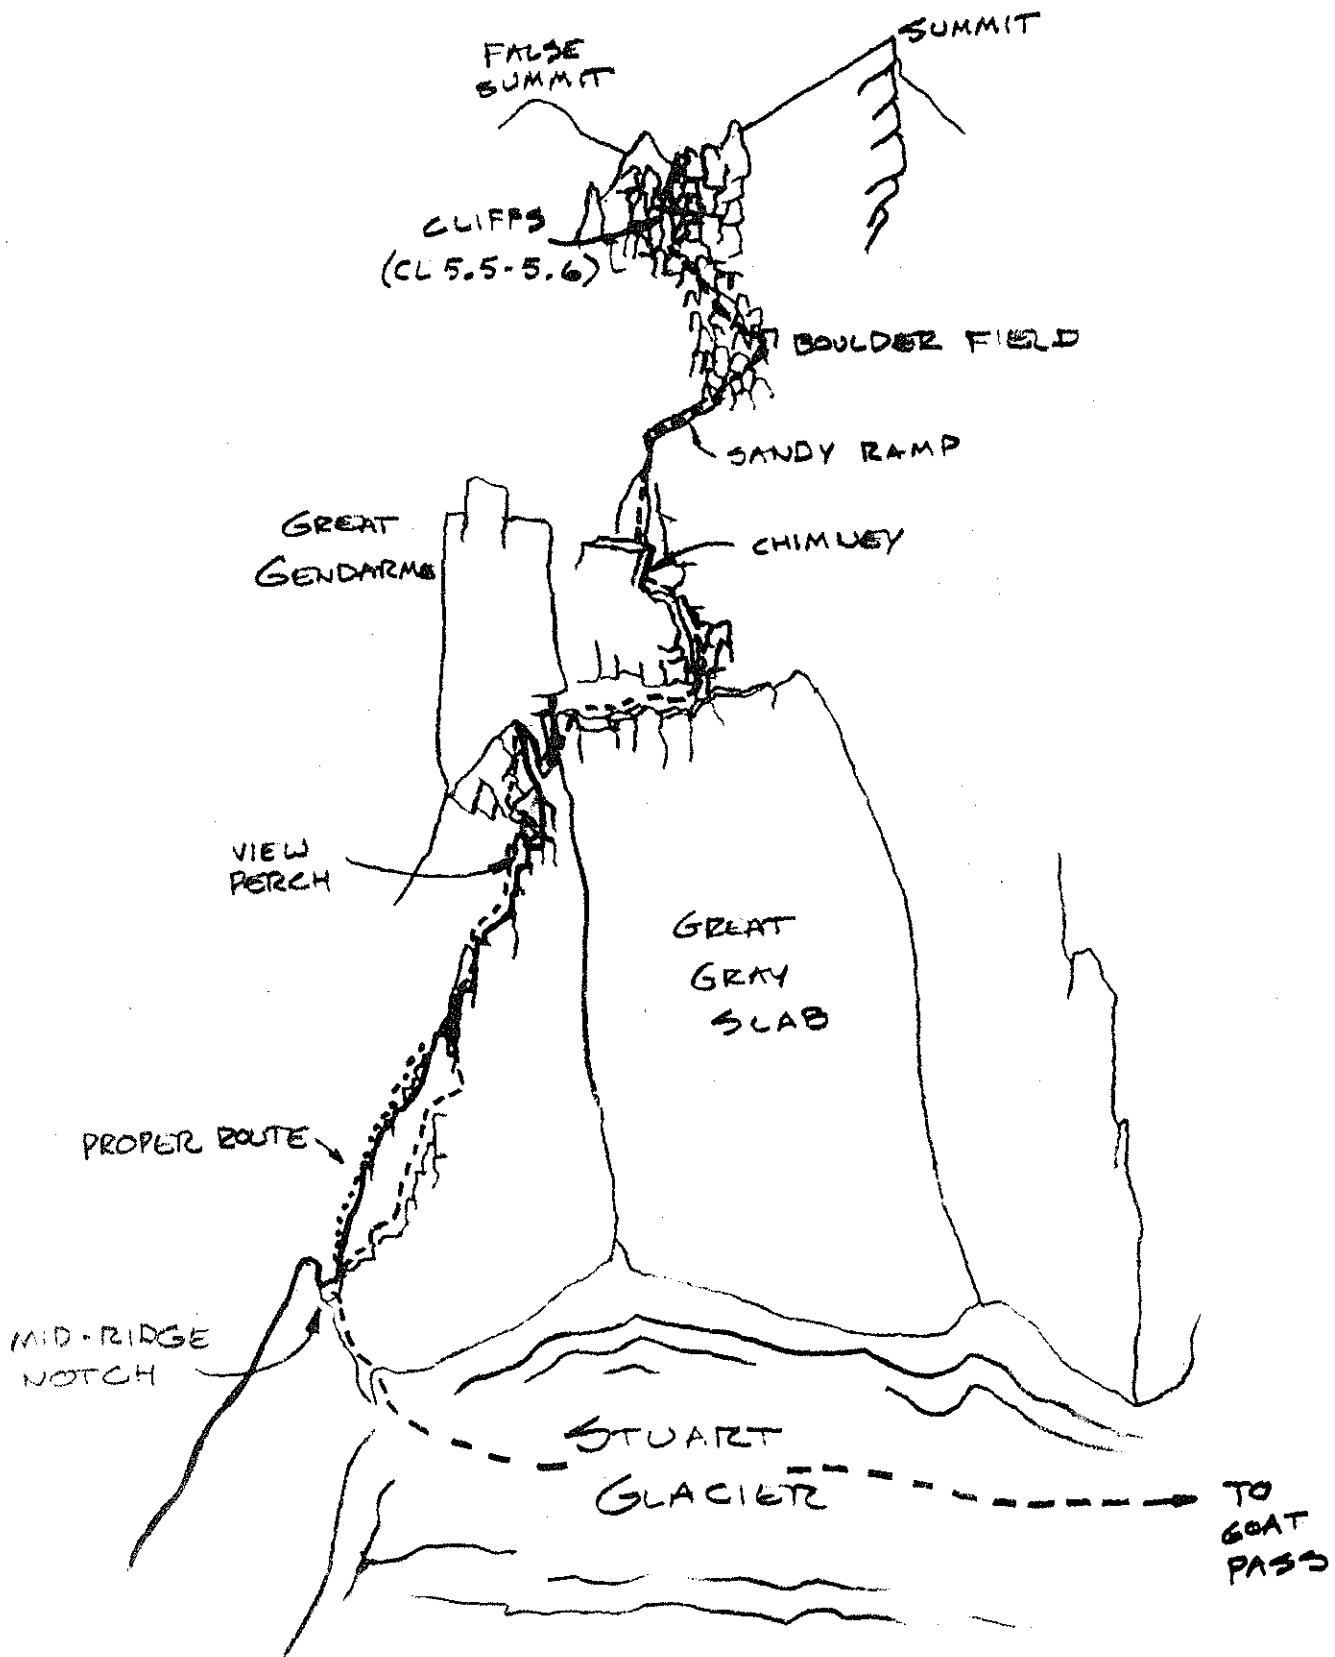 SUMMIT
FALSE
SUMMIT
CLIFFS
(CL 5.5-5.6)
BOULDER FIELD
SANDY RAMP
GREAT
GENDARME
CHIMNEY
VIEW
PERCH
GREAT
GRAY
SLAB
PROPER ROUTE
MID-RIDGE
NOTCH
STUART
GLACIER
TO
GOAT
PASS